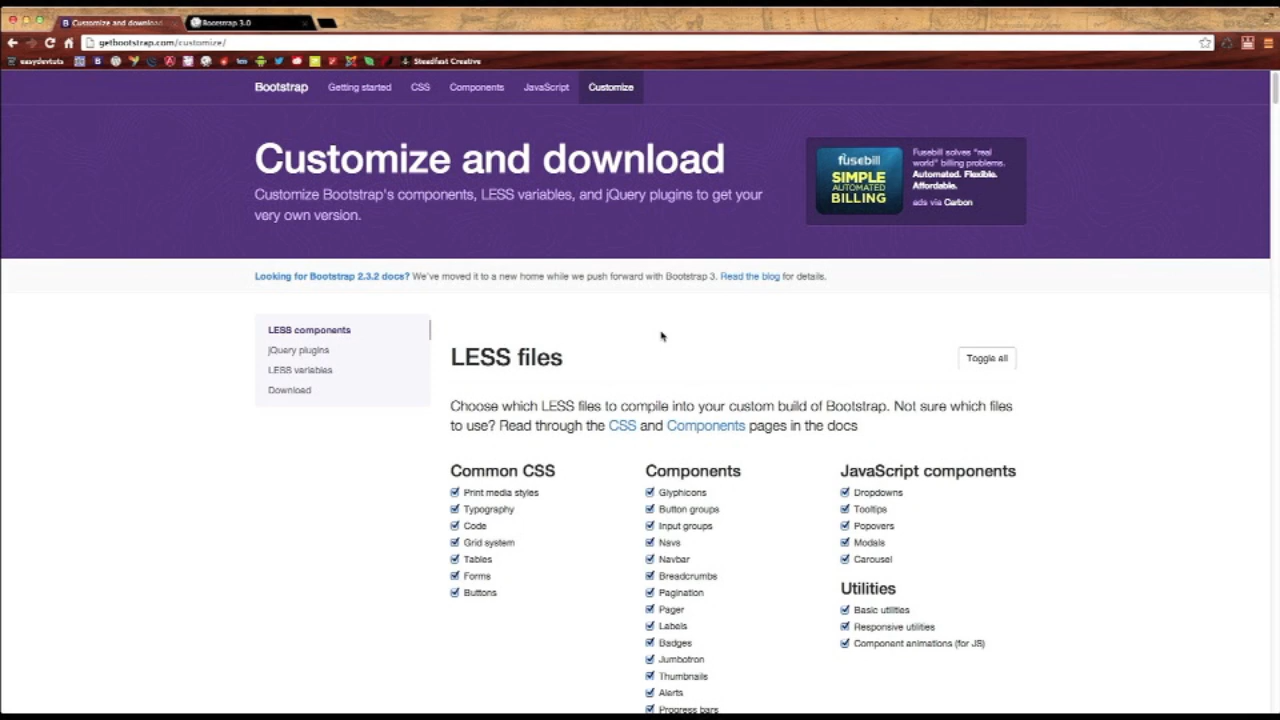 Customize and download
Bootstrap 3.0
getbootstrap.com/customize/
easydevtuts
Steadfast Creative
Bootstrap
Getting started
CSS
Components
JavaScript
Customize
Customize and download
Customize Bootstrap's components, LESS variables, and jQuery plugins to get your
very own version.
fusebill
SIMPLE
AUTOMATED
BILLING
Fusebill solves "real
world" billing problems.
Automated. Flexible.
Affordable.
ads via Carbon
Looking for Bootstrap 2.3.2 docs? We've moved it to a new home while we push forward with Bootstrap 3. Read the blog for details.
LESS components
jQuery plugins
LESS variables
Download
LESS files
Toggle all
Choose which LESS files to compile into your custom build of Bootstrap. Not sure which files
to use? Read through the CSS and Components pages in the docs
Common CSS
Print media styles
Typography
Code
Grid system
Tables
Forms
Buttons
Components
Glyphicons
Button groups
Input groups
Navs
Navbar
Breadcrumbs
Pagination
Pager
Labels
Badges
Jumbotron
Thumbnails
Alerts
Progress bars
JavaScript components
Dropdowns
Tooltips
Popovers
Modals
Carousel
Utilities
Basic utilities
Responsive utilities
Component animations (for JS)